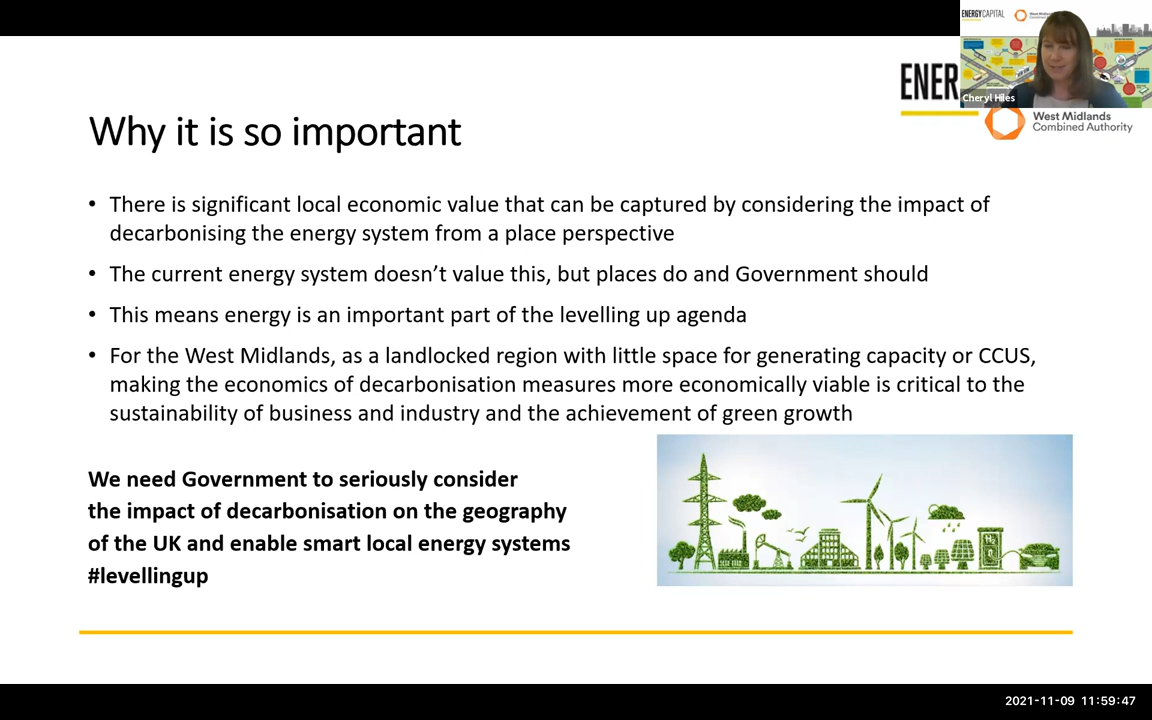 ENERGYCAPITAL
Cheryl Hiles
ENER
West Midlands
Combined Authority
Why it is so important
• There is significant local economic value that can be captured by considering the impact of
decarbonising the energy system from a place perspective
• The current energy system doesn’t value this, but places do and Government should
• This means energy is an important part of the levelling up agenda
• For the West Midlands, as a landlocked region with little space for generating capacity or CCUS,
making the economics of decarbonisation measures more economically viable is critical to the
sustainability of business and industry and the achievement of green growth
We need Government to seriously consider
the impact of decarbonisation on the geography
of the UK and enable smart local energy systems
#levellingup
H₂
2021-11-09 11:59:47